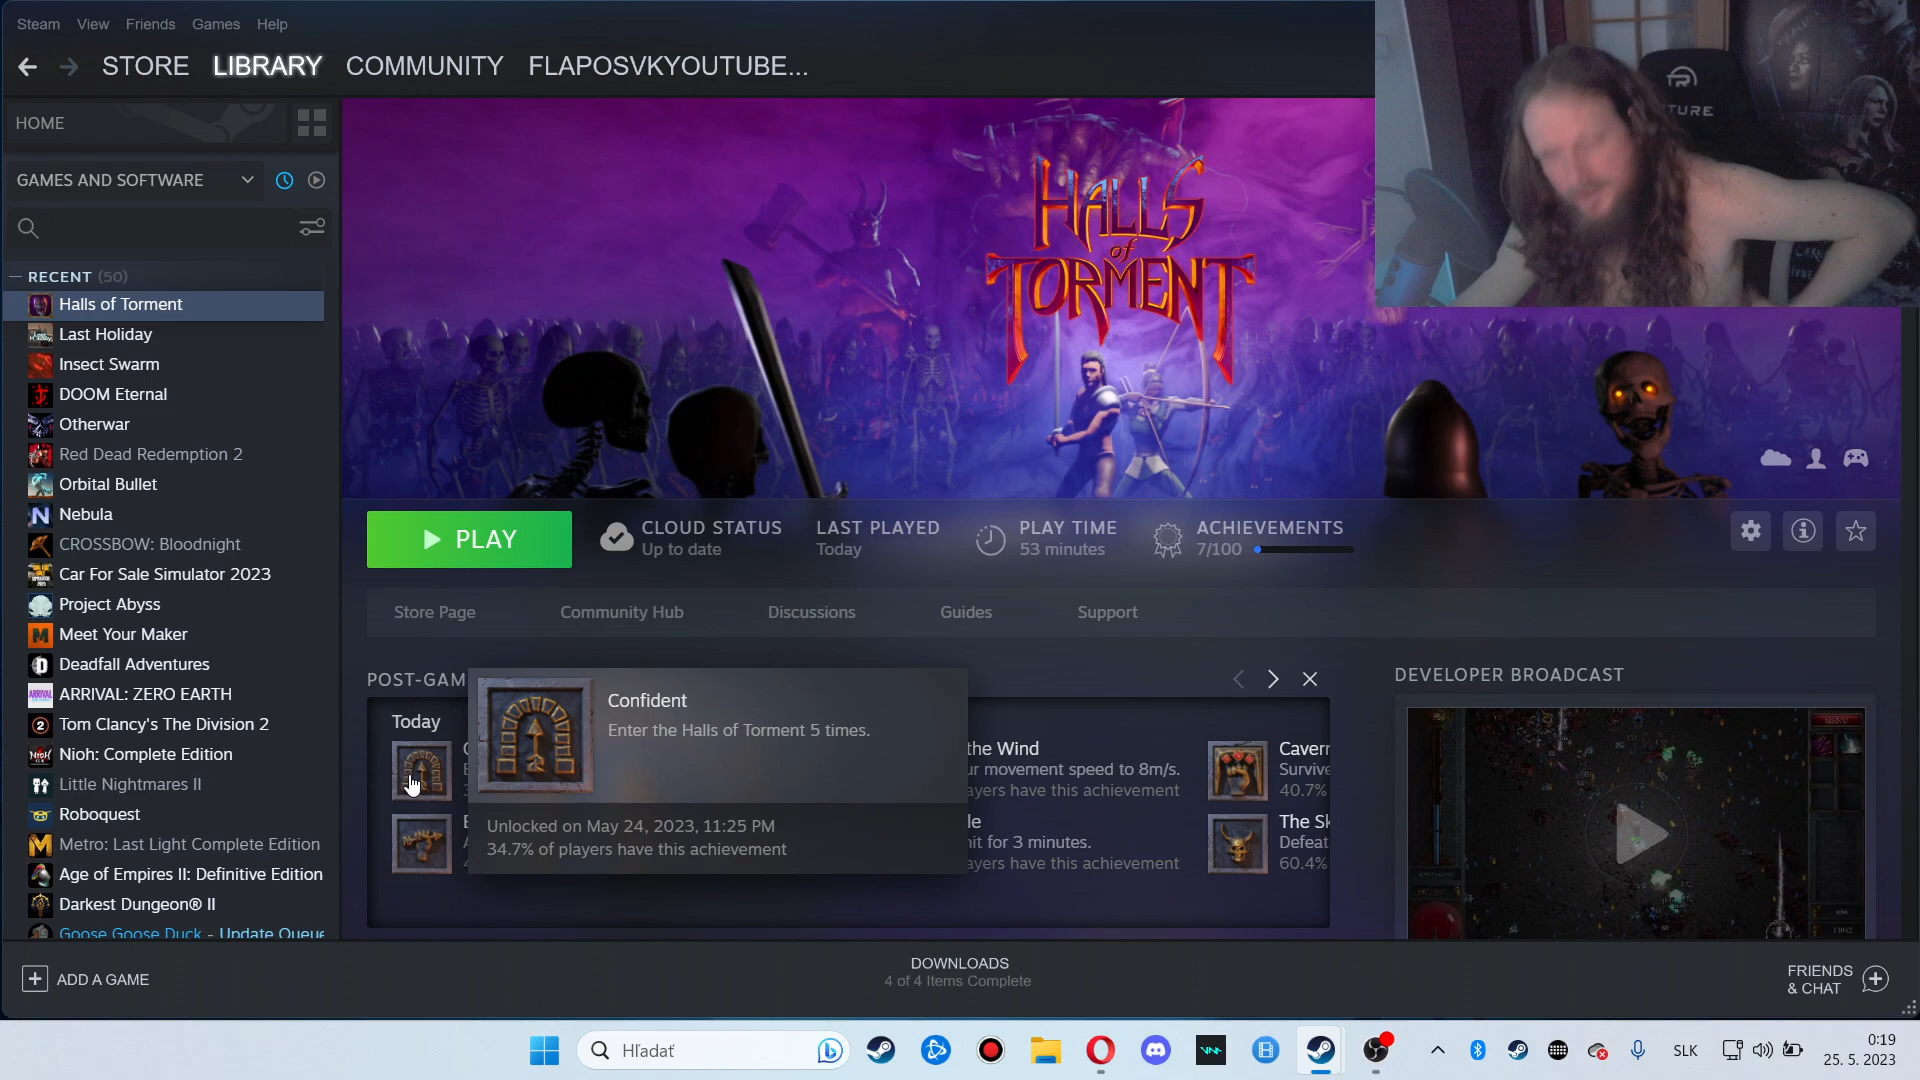 Steam View Friends Games Help
STORE LIBRARY COMMUNITY FLAPOSVKYOUTUBE...
HOME
GAMES AND SOFTWARE
RECENT (50)
Halls of Torment
Last Holiday
Insect Swarm
DOOM Eternal
Otherwar
Red Dead Redemption 2
Orbital Bullet
Nebula
CROSSBOW: Bloodnight
Car For Sale Simulator 2023
Project Abyss
Meet Your Maker
Deadfall Adventures
ARRIVAL: ZERO EARTH
Tom Clancy's The Division 2
Nioh: Complete Edition
Little Nightmares II
Roboquest
Metro: Last Light Complete Edition
Age of Empires II: Definitive Edition
Darkest Dungeon® II
Goose Goose Duck - Update Queue
HALLS
of
TORMENT
TURE
PLAY
CLOUD STATUS
Up to date
LAST PLAYED
Today
PLAY TIME
53 minutes
ACHIEVEMENTS
7/100
Store Page Community Hub Discussions Guides Support
POST-GAM
Today
Confident
Enter the Halls of Torment 5 times.
Unlocked on May 24, 2023, 11:25 PM
34.7% of players have this achievement
the Wind
ur movement speed to 8m/s.
ayers have this achievement
le
hit for 3 minutes.
ayers have this achievement
Cavern
Survive
40.7%
The Sk
Defeat
60.4%
DEVELOPER BROADCAST
MENU
ADD A GAME
DOWNLOADS
4 of 4 Items Complete
FRIENDS
& CHAT
Hľadať
SLK
0:19
25. 5. 2023